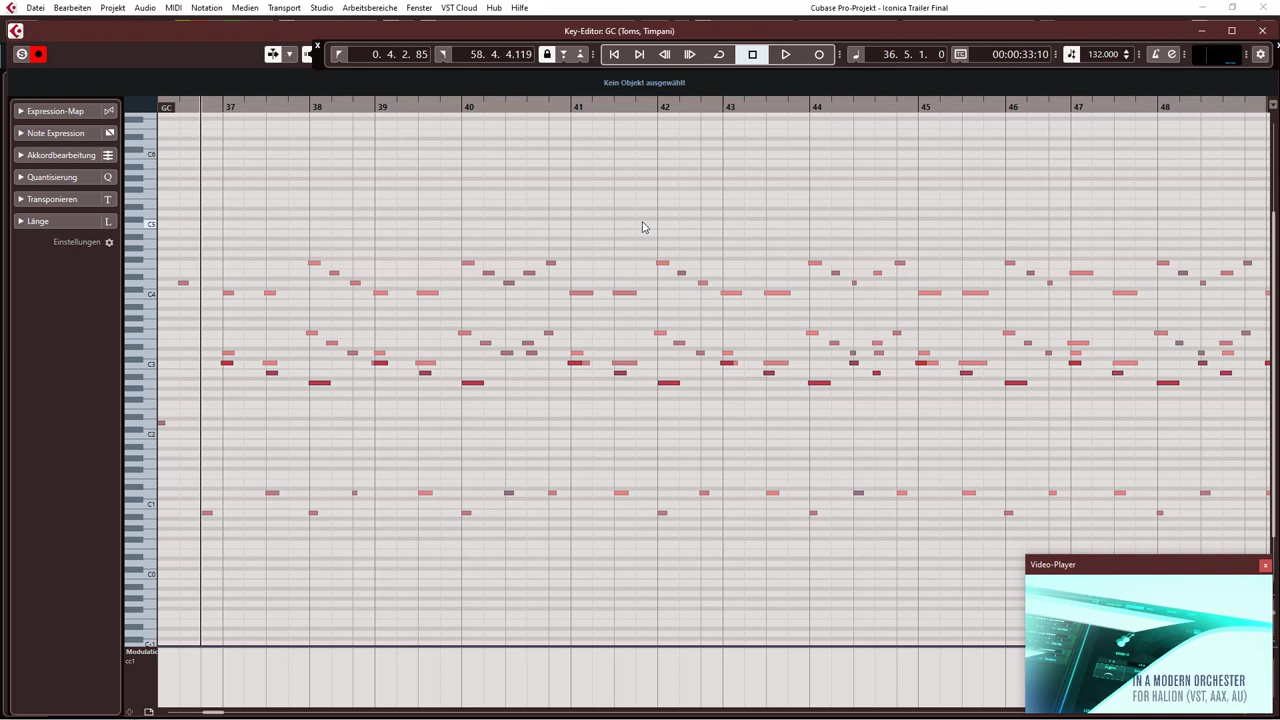 Datei Bearbeiten Projekt Audio MIDI Notation Medien Transport Studio Arbeitsbereiche Fenster VST Cloud Hub Hilfe Cubase Pro-Projekt - Iconica Trailer Final
Key-Editor: GC (Toms, Timpani)
0. 4. 2. 85 58. 4. 4.119 36. 5. 1. 0 00:00:33:10 132.000
Kein Objekt ausgewählt
GC 37 38 39 40 41 42 43 44 45 46 47 48
Expression-Map
Note Expression
Akkordbearbeitung
Quantisierung Q
Transponieren T
Länge L
Einstellungen
C6
C5
C4
C3
C2
C1
C0
C-1
Modulatio
cc1
Video-Player
IN A MODERN ORCHESTER
FOR HALION (VST, AAX, AU)